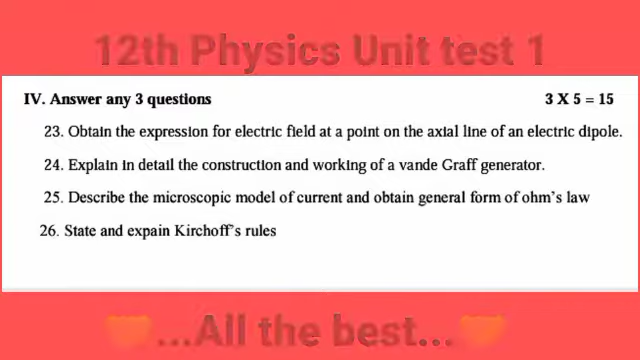 12th Physics Unit test 1
IV. Answer any 3 questions 3 X 5 = 15
23. Obtain the expression for electric field at a point on the axial line of an electric dipole.
24. Explain in detail the construction and working of a vande Graff generator.
25. Describe the microscopic model of current and obtain general form of ohm's law
26. State and expain Kirchoff's rules
🧡...All the best...🧡